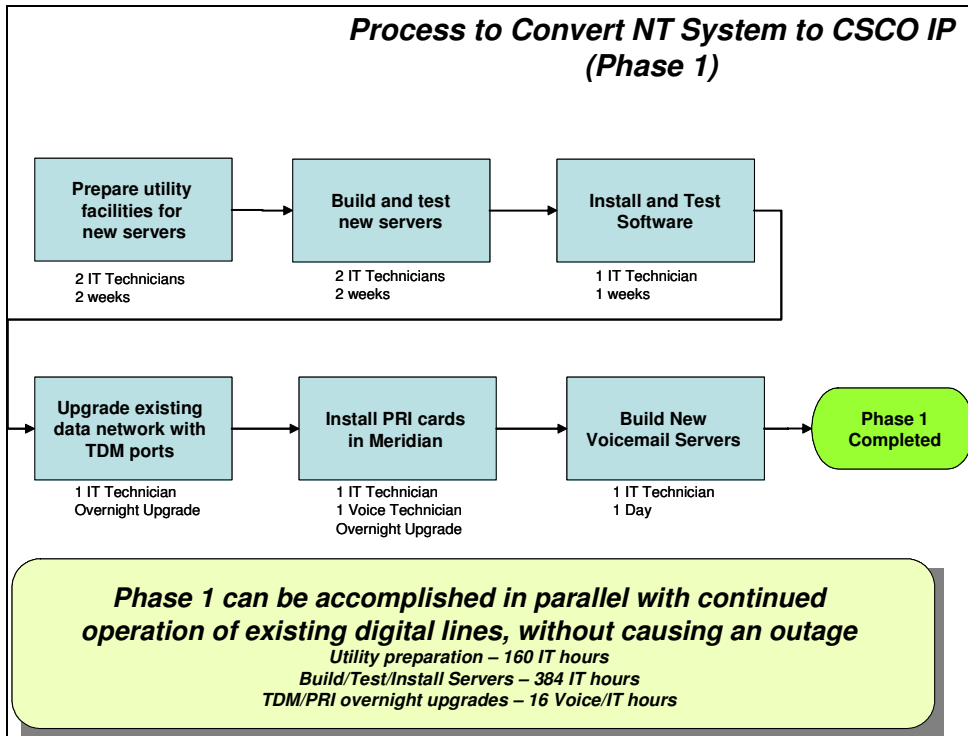 Process to Convert NT System to CSCO IP
(Phase 1)
Prepare utility
facilities for
new servers
Build and test
new servers
Install and Test
Software
2 IT Technicians
2 weeks
2 IT Technicians
2 weeks
1 IT Technician
1 weeks
Upgrade existing
data network with
TDM ports
Install PRI cards
in Meridian
Build New
Voicemail Servers
Phase 1
Completed
1 IT Technician
Overnight Upgrade
1 IT Technician
1 Voice Technician
Overnight Upgrade
1 IT Technician
1 Day
Phase 1 can be accomplished in parallel with continued
operation of existing digital lines, without causing an outage
Utility preparation – 160 IT hours
Build/Test/Install Servers – 384 IT hours
TDM/PRI overnight upgrades – 16 Voice/IT hours